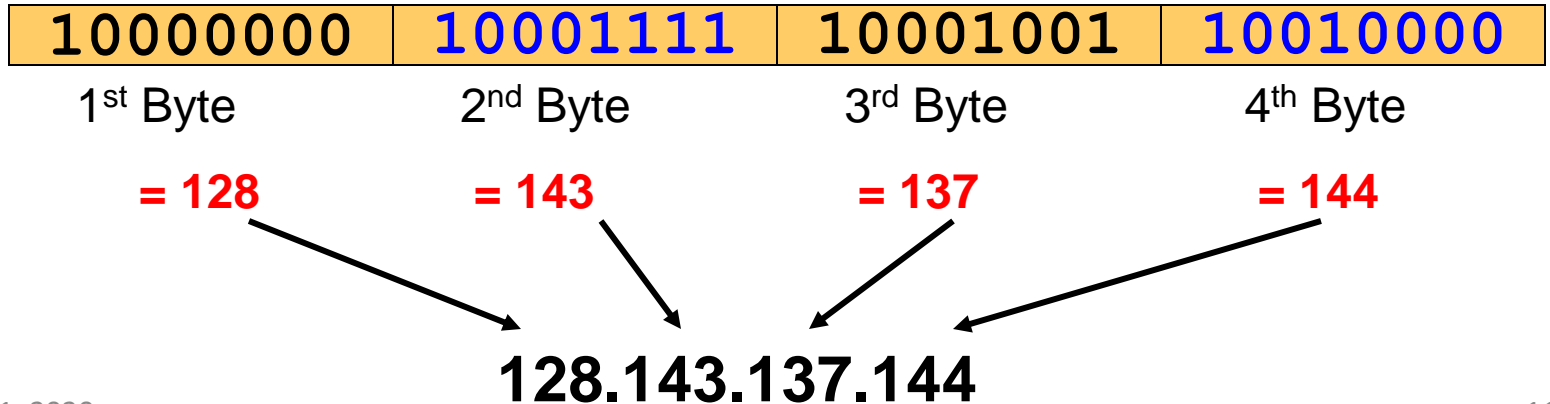 10000000 10001111 10001001 10010000
1st Byte 2nd Byte 3rd Byte 4th Byte
= 128 = 143 = 137 = 144
128.143.137.144